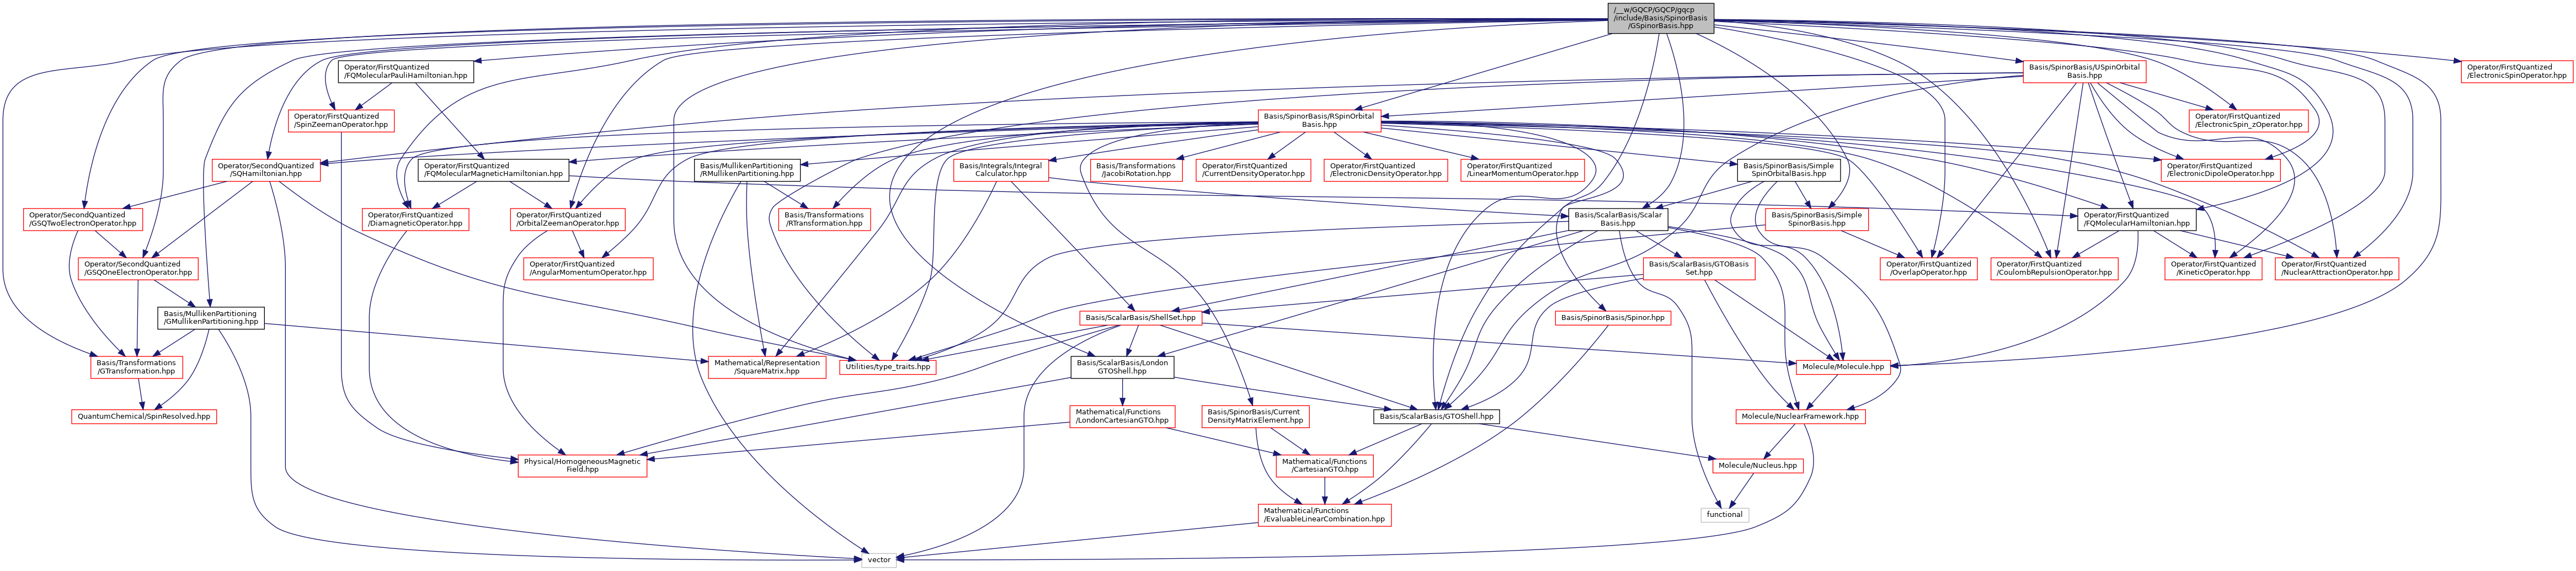 /__w/GQCP/GQCP/gqcp
/include/Basis/SpinorBasis
/GSpinorBasis.hpp
Operator/FirstQuantized
/FQMolecularPauliHamiltonian.hpp
Basis/SpinorBasis/USpinOrbital
Basis.hpp
Operator/FirstQuantized
/ElectronicSpinOperator.hpp
Operator/FirstQuantized
/SpinZeemanOperator.hpp
Basis/SpinorBasis/RSpinOrbital
Basis.hpp
Operator/FirstQuantized
/ElectronicSpin_zOperator.hpp
Operator/SecondQuantized
/SQHamiltonian.hpp
Operator/FirstQuantized
/FQMolecularMagneticHamiltonian.hpp
Basis/MullikenPartitioning
/RMullikenPartitioning.hpp
Basis/Integrals/Integral
Calculator.hpp
Basis/Transformations
/JacobiRotation.hpp
Operator/FirstQuantized
/CurrentDensityOperator.hpp
Operator/FirstQuantized
/ElectronicDensityOperator.hpp
Operator/FirstQuantized
/LinearMomentumOperator.hpp
Basis/SpinorBasis/Simple
SpinOrbitalBasis.hpp
Operator/FirstQuantized
/ElectronicDipoleOperator.hpp
Operator/SecondQuantized
/GSQTwoElectronOperator.hpp
Operator/FirstQuantized
/DiamagneticOperator.hpp
Operator/FirstQuantized
/OrbitalZeemanOperator.hpp
Basis/Transformations
/RTransformation.hpp
Basis/ScalarBasis/Scalar
Basis.hpp
Basis/SpinorBasis/Simple
SpinorBasis.hpp
Operator/FirstQuantized
/FQMolecularHamiltonian.hpp
Operator/SecondQuantized
/GSQOneElectronOperator.hpp
Operator/FirstQuantized
/AngularMomentumOperator.hpp
Basis/ScalarBasis/GTOBasis
Set.hpp
Operator/FirstQuantized
/OverlapOperator.hpp
Operator/FirstQuantized
/CoulombRepulsionOperator.hpp
Operator/FirstQuantized
/KineticOperator.hpp
Operator/FirstQuantized
/NuclearAttractionOperator.hpp
Basis/MullikenPartitioning
/GMullikenPartitioning.hpp
Basis/ScalarBasis/ShellSet.hpp
Basis/SpinorBasis/Spinor.hpp
Basis/Transformations
/GTransformation.hpp
Mathematical/Representation
/SquareMatrix.hpp
Utilities/type_traits.hpp
Basis/ScalarBasis/London
GTOShell.hpp
Molecule/Molecule.hpp
QuantumChemical/SpinResolved.hpp
Mathematical/Functions
/LondonCartesianGTO.hpp
Basis/SpinorBasis/Current
DensityMatrixElement.hpp
Basis/ScalarBasis/GTOShell.hpp
Molecule/NuclearFramework.hpp
Physical/HomogeneousMagnetic
Field.hpp
Mathematical/Functions
/CartesianGTO.hpp
Molecule/Nucleus.hpp
Mathematical/Functions
/EvaluableLinearCombination.hpp
functional
vector